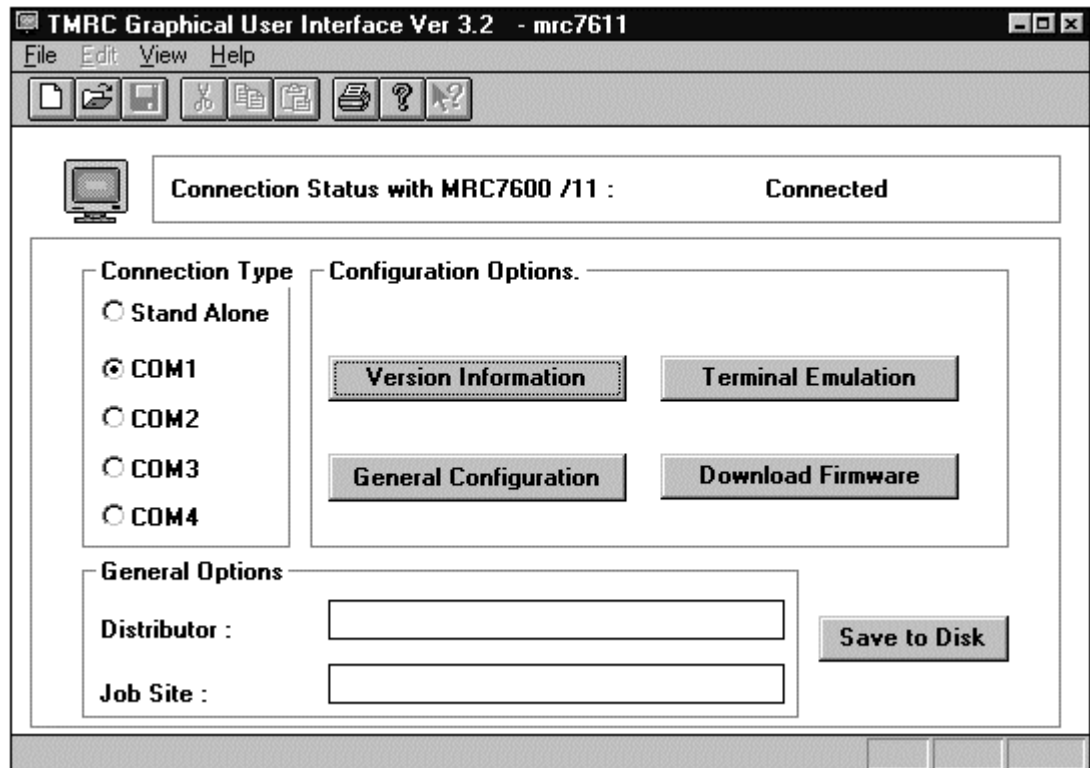 TMRC Graphical User Interface Ver 3.2 - mrc7611
File Edit View Help
Connection Status with MRC7600 /11 : Connected
Connection Type
Stand Alone
COM1
COM2
COM3
COM4
Configuration Options.
Version Information
Terminal Emulation
General Configuration
Download Firmware
General Options
Distributor :
Job Site :
Save to Disk